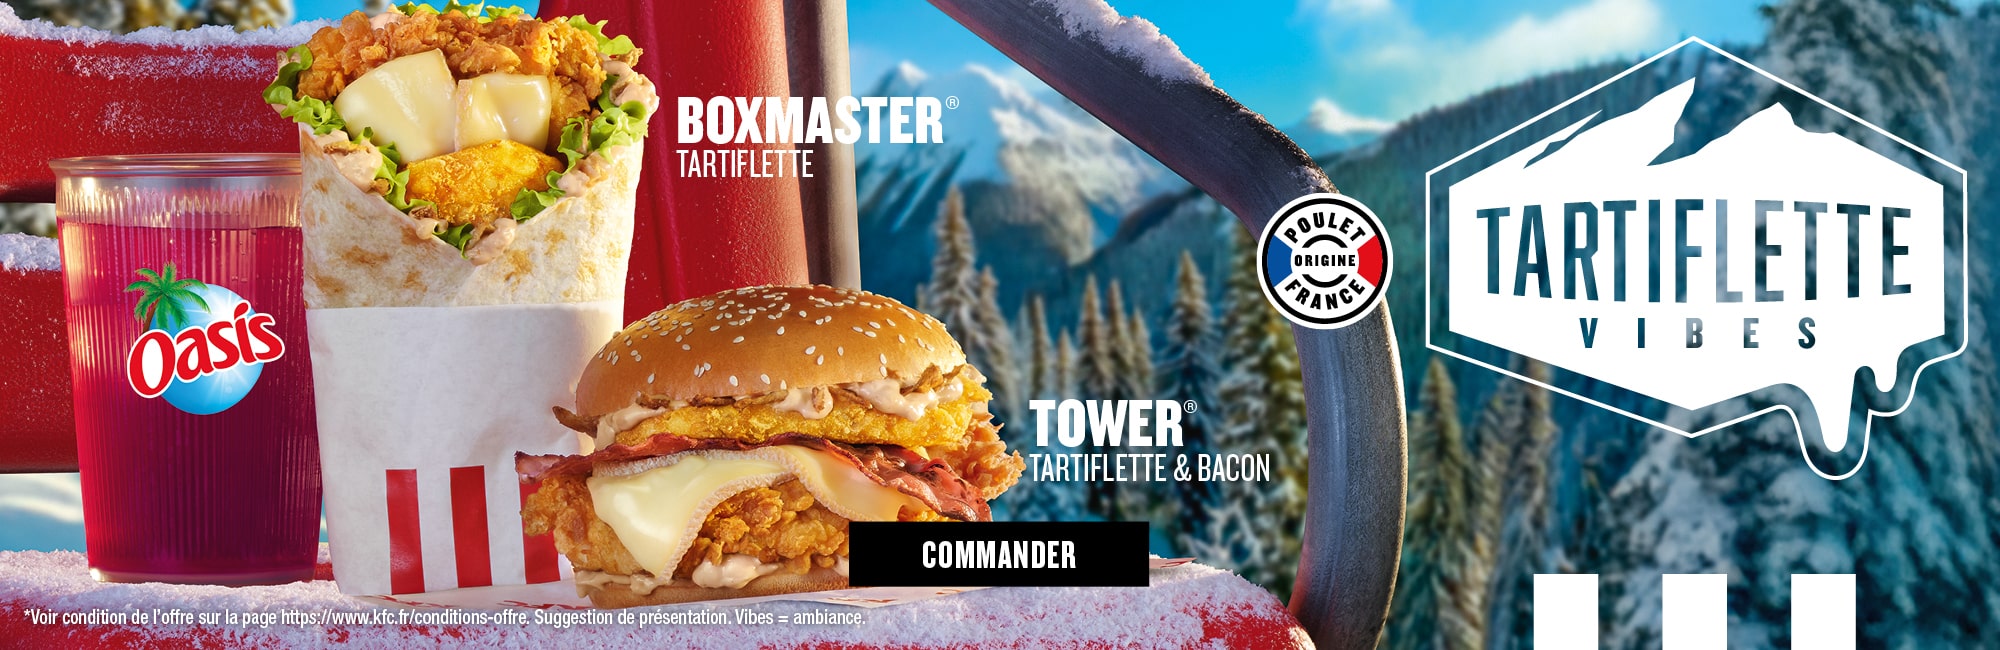 BOXMASTER®
TARTIFLETTE
Oasis
POULET
ORIGINE
FRANCE
TARTIFLETTE
VIBES
TOWER®
TARTIFLETTE & BACON
COMMANDER
*Voir condition de l'offre sur la page https://www.kfc.fr/conditions-offre. Suggestion de présentation. Vibes = ambiance.